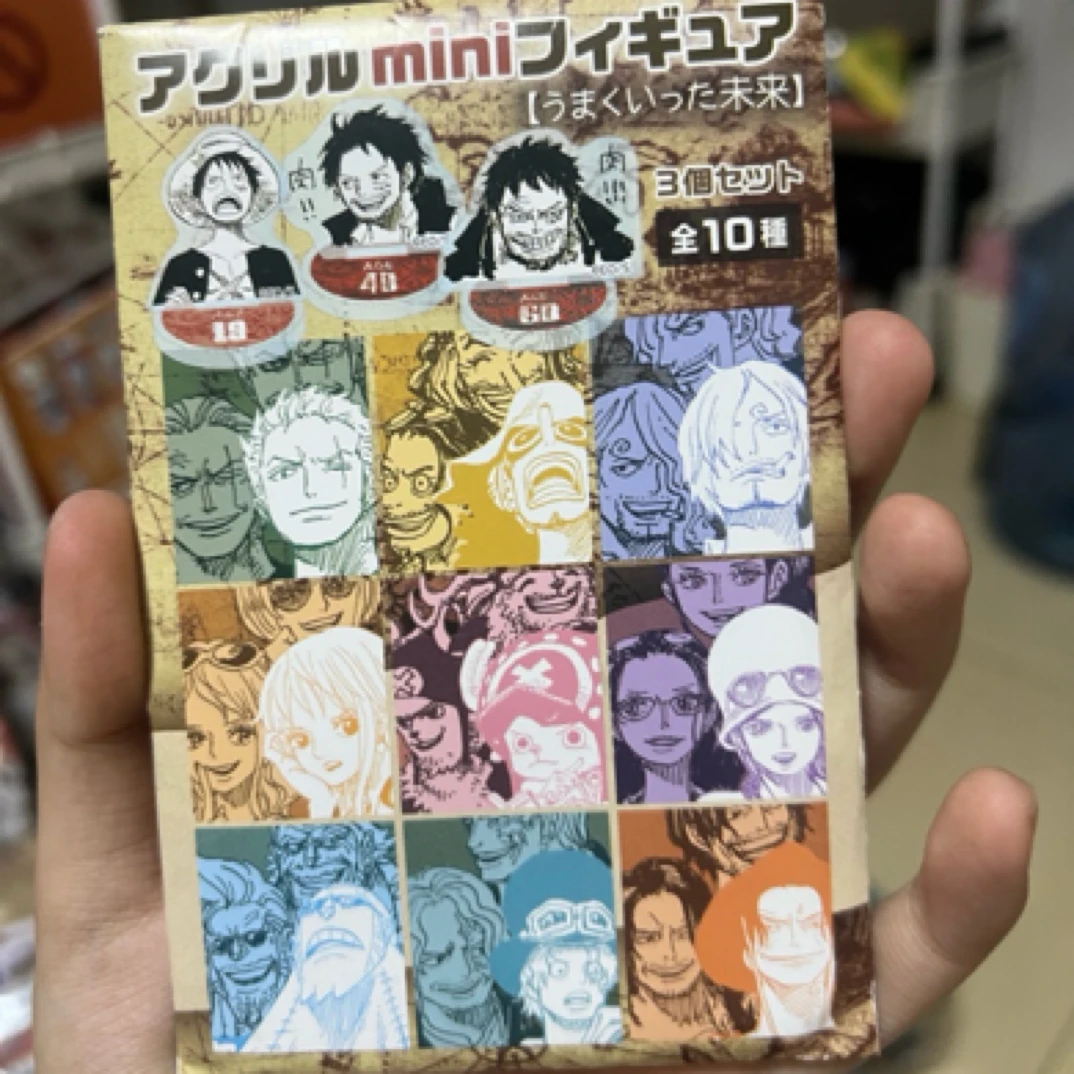 アクリルminiフィギュア
【うまくいった未来】
肉!!
肉!!!
3個セット
全10種
19
40
60